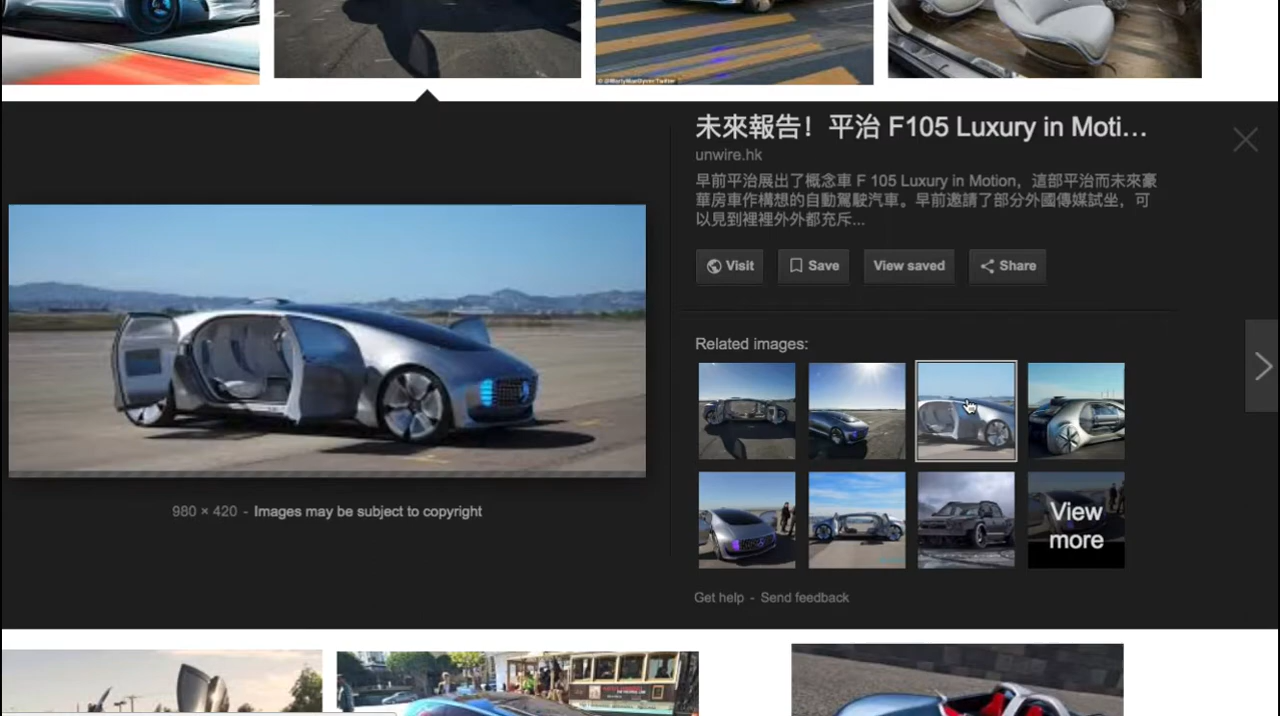 © @MartyManDyverTwitter
未來報告！平治 F105 Luxury in Moti...
unwire.hk
早前平治展出了概念車 F 105 Luxury in Motion，這部平治而未來豪
華房車作構想的自動駕駛汽車。早前邀請了部分外國傳媒試坐，可
以見到裡裡外外都充斥...
Visit
Save
View saved
Share
Related images:
View
more
980 × 420 - Images may be subject to copyright
Get help - Send feedback